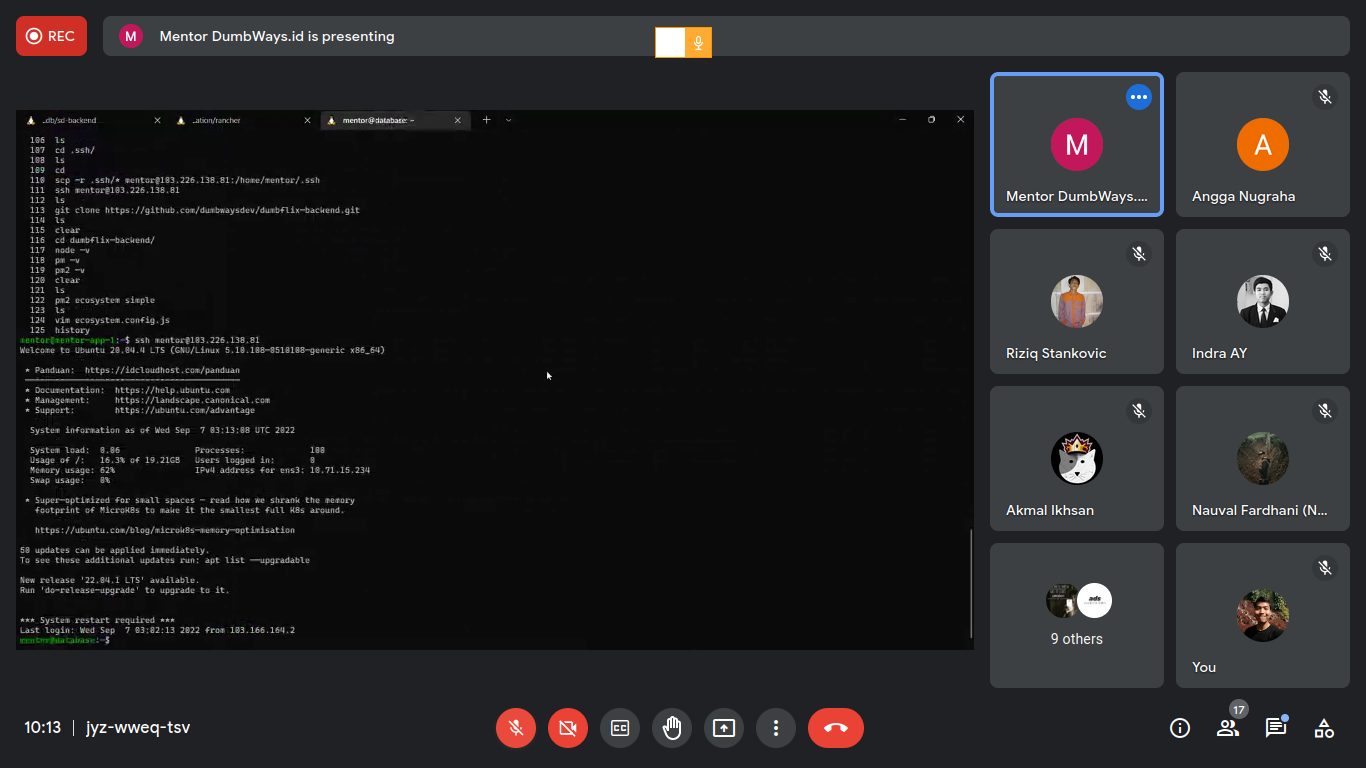 REC
M
Mentor DumbWays.id is presenting
_db/sd-backend
..ation/rancher
mentor@database: ~
106 ls
107 cd .ssh/
108 ls
109 cd
110 scp -r .ssh/* mentor@103.226.138.81:/home/mentor/.ssh
111 ssh mentor@103.226.138.81
112 ls
113 git clone https://github.com/dumbwaysdev/dumbflix-backend.git
114 ls
115 clear
116 cd dumbflix-backend/
117 node -v
118 pm -v
119 pm2 -v
120 clear
121 ls
122 pm2 ecosystem simple
123 ls
124 vim ecosystem.config.js
125 history
mentor@mentor-app-1:~$ ssh mentor@103.226.138.81
Welcome to Ubuntu 20.04.4 LTS (GNU/Linux 5.10.108-0510108-generic x86_64)
* Panduan: https://idcloudhost.com/panduan
* Documentation: https://help.ubuntu.com
* Management: https://landscape.canonical.com
* Support: https://ubuntu.com/advantage
System information as of Wed Sep 7 03:13:08 UTC 2022
System load: 0.06 Processes: 100
Usage of /: 16.3% of 19.21GB Users logged in: 0
Memory usage: 62% IPv4 address for ens3: 10.71.15.234
Swap usage: 0%
* Super-optimized for small spaces - read how we shrank the memory
footprint of MicroK8s to make it the smallest full K8s around.
https://ubuntu.com/blog/microk8s-memory-optimisation
50 updates can be applied immediately.
To see these additional updates run: apt list --upgradable
New release '22.04.1 LTS' available.
Run 'do-release-upgrade' to upgrade to it.
*** System restart required ***
Last login: Wed Sep 7 03:02:13 2022 from 103.166.164.2
mentor@database:~$
M
Mentor DumbWays....
A
Angga Nugraha
Riziq Stankovic
Indra AY
Akmal Ikhsan
Nauval Fardhani (N...
ads
9 others
You
10:13
jyz-wweq-tsv
CC
17